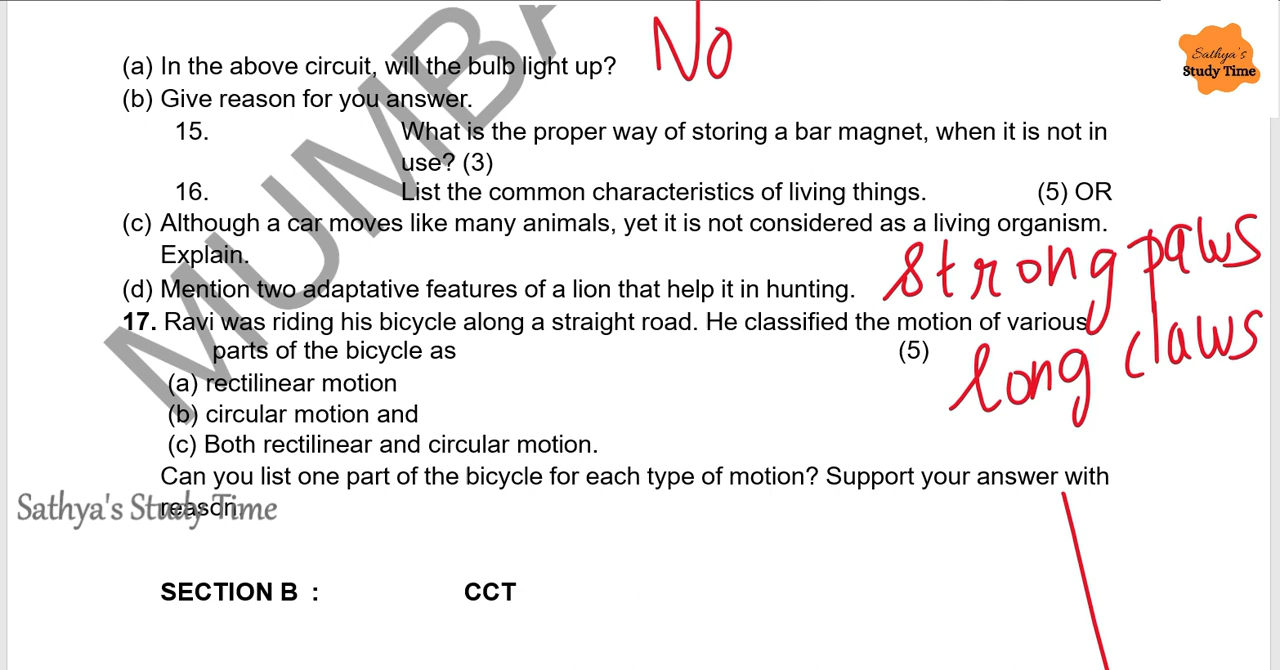 No
Sathya's
Study Time
(a) In the above circuit, will the bulb light up?
(b) Give reason for you answer.
15. What is the proper way of storing a bar magnet, when it is not in
use? (3)
16. List the common characteristics of living things. (5) OR
(c) Although a car moves like many animals, yet it is not considered as a living organism.
Explain.
(d) Mention two adaptative features of a lion that help it in hunting.
strong paws
17. Ravi was riding his bicycle along a straight road. He classified the motion of various
parts of the bicycle as (5)
long claws
(a) rectilinear motion
(b) circular motion and
(c) Both rectilinear and circular motion.
Can you list one part of the bicycle for each type of motion? Support your answer with
reason.
Sathya's Study Time
SECTION B : CCT
MUMBA